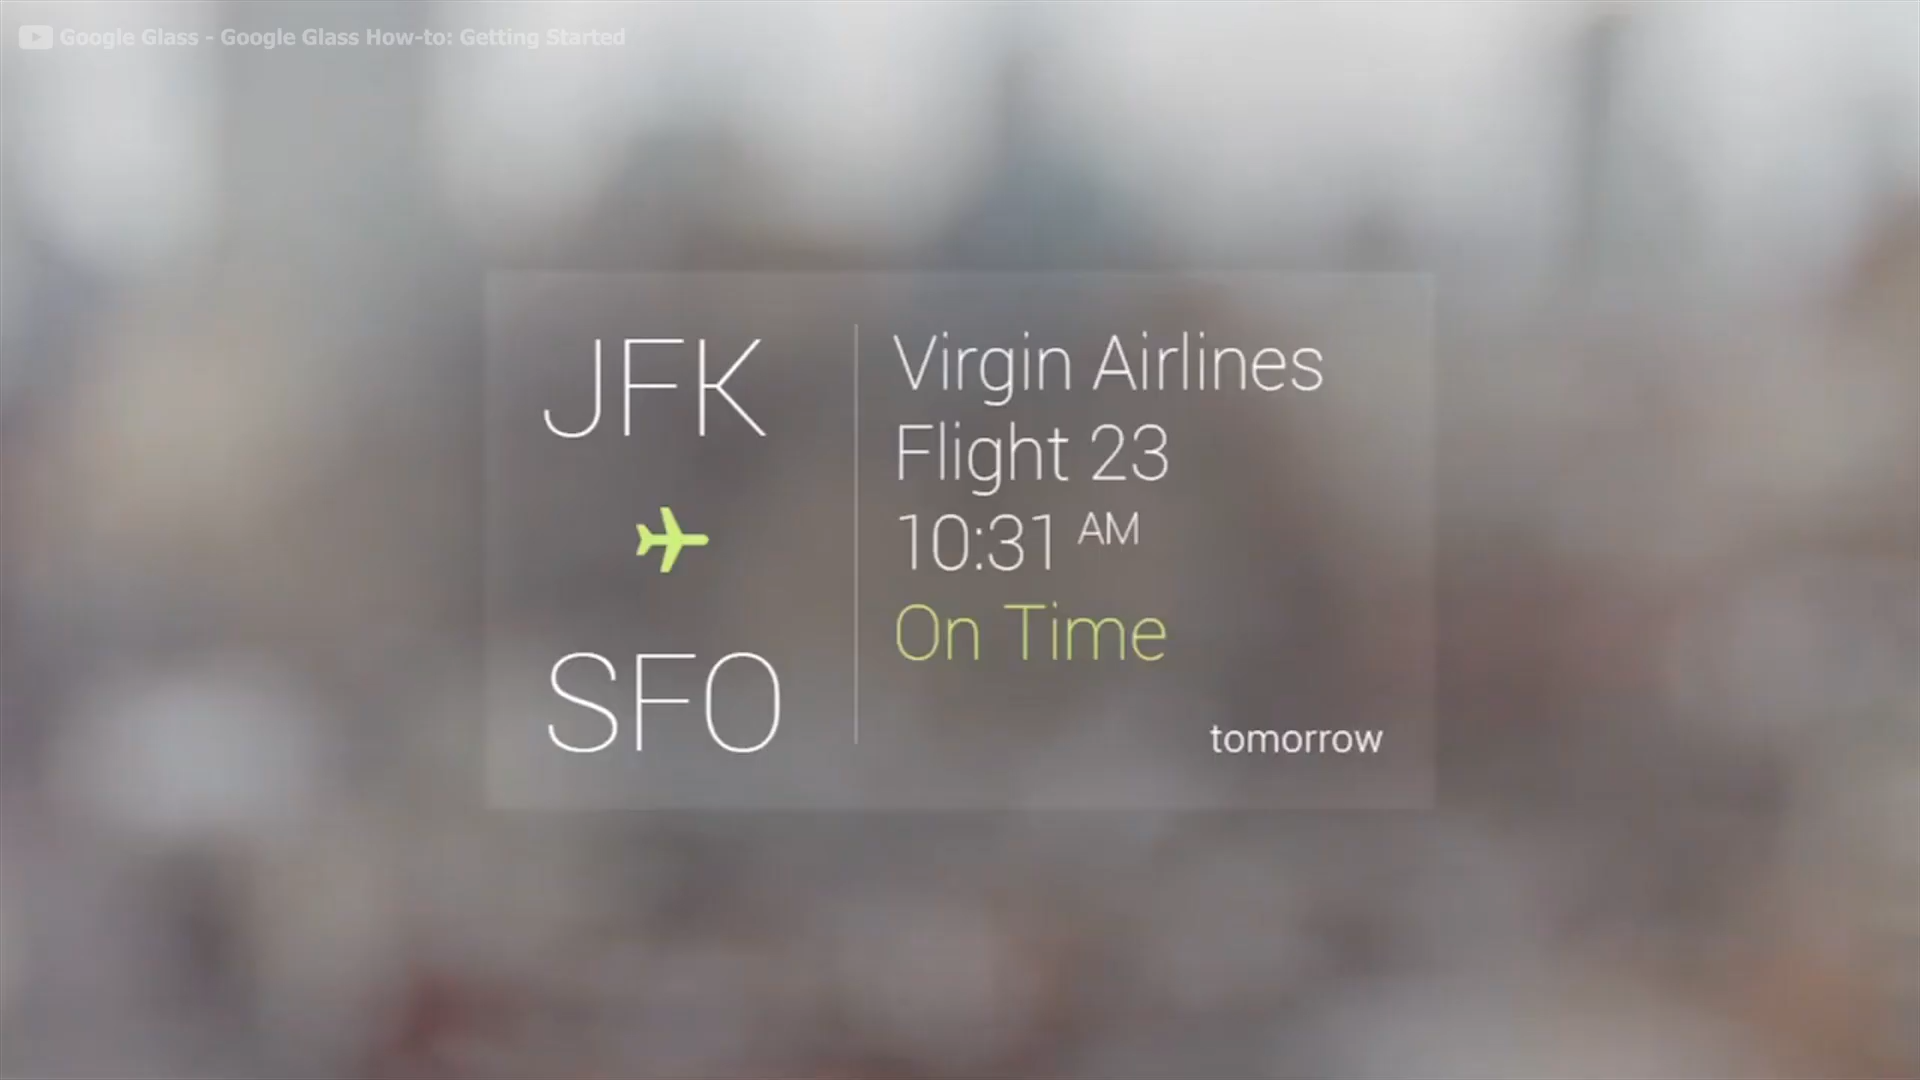 Google Glass - Google Glass How-to: Getting Started
JFK
SFO
Virgin Airlines
Flight 23
10:31 AM
On Time
tomorrow